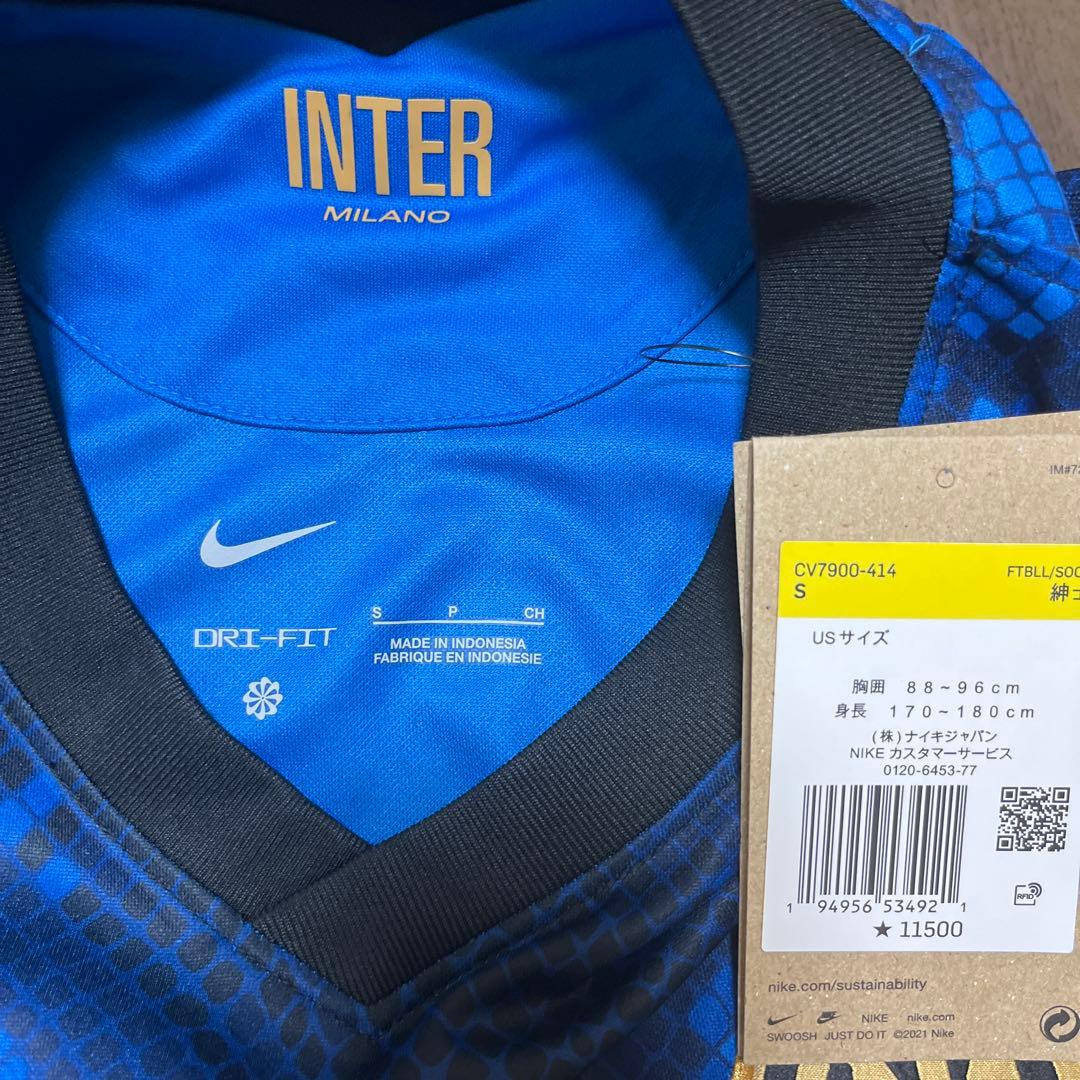 INTER
MILANO
DRI-FIT
S P CH
MADE IN INDONESIA
FABRIQUE EN INDONESIE
CV7900-414 FTBLL/SOC
S
USサイズ
胸囲 88~96cm
身長 170~180cm
(株)ナイキジャパン
NIKE カスタマーサービス
0120-6453-77
1 94956 53492 1
★ 11500
RFID
nike.com/sustainability
NIKE nike.com
SWOOSH JUST DO IT ©2021 Nike